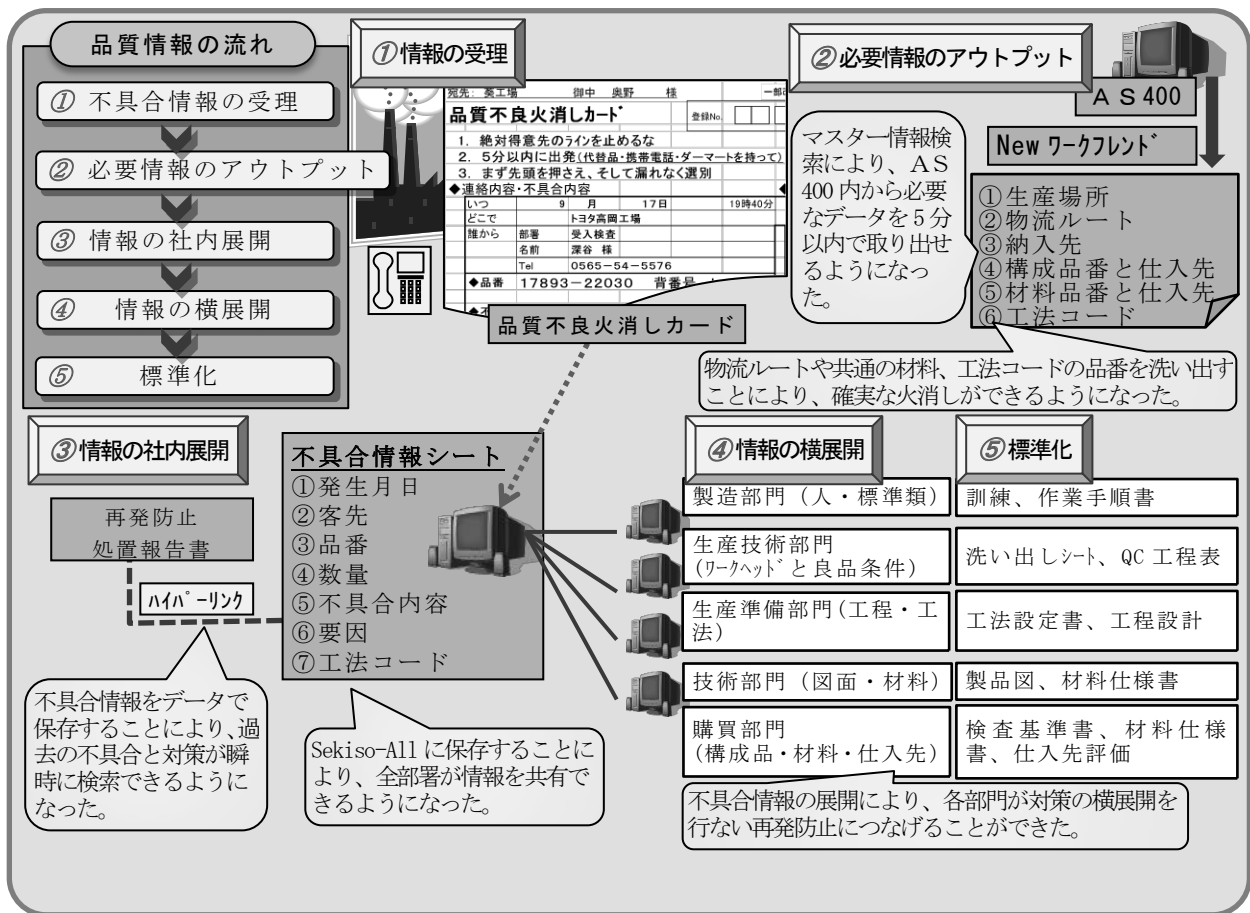 品質情報の流れ
① 不具合情報の受理
② 必要情報のアウトプット
③ 情報の社内展開
④ 情報の横展開
⑤ 標準化
①情報の受理
宛先: 葵工場 御中 奥野 様
品質不良火消しカード
登録No.
1. 絶対得意先のラインを止めるな
2. 5分以内に出発(代替品・携帯電話・ダーマートを持って)
3. まず先頭を押さえ、そして漏れなく選別
◆連絡内容・不具合内容
いつ 9 月 17日 19時40分
どこで トヨタ高岡工場
誰から 部署 受入検査
名前 深谷 様
Tel 0565-54-5576
◆品番 17893-22030 背番号
品質不良火消しカード
②必要情報のアウトプット
AS400
New ワークフレンド
マスター情報検
索により、AS
400内から必要
なデータを5分
以内で取り出せ
るようになっ
た。
①生産場所
②物流ルート
③納入先
④構成品番と仕入先
⑤材料品番と仕入先
⑥工法コード
物流ルートや共通の材料、工法コードの品番を洗い出す
ことにより、確実な火消しができるようになった。
③情報の社内展開
再発防止
処置報告書
ハイパーリンク
不具合情報をデータで
保存することにより、過
去の不具合と対策が瞬
時に検索できるように
なった。
不具合情報シート
①発生月日
②客先
③品番
④数量
⑤不具合内容
⑥要因
⑦工法コード
Sekiso-Allに保存することに
より、全部署が情報を共有で
きるようになった。
④情報の横展開
⑤標準化
製造部門(人・標準類)
訓練、作業手順書
生産技術部門
(ワークヘッドと良品条件)
洗い出しシート、QC工程表
生産準備部門(工程・工
法)
工法設定書、工程設計
技術部門(図面・材料)
製品図、材料仕様書
購買部門
(構成品・材料・仕入先)
検査基準書、材料仕様
書、仕入先評価
不具合情報の展開により、各部門が対策の横展開を
行ない再発防止につなげることができた。